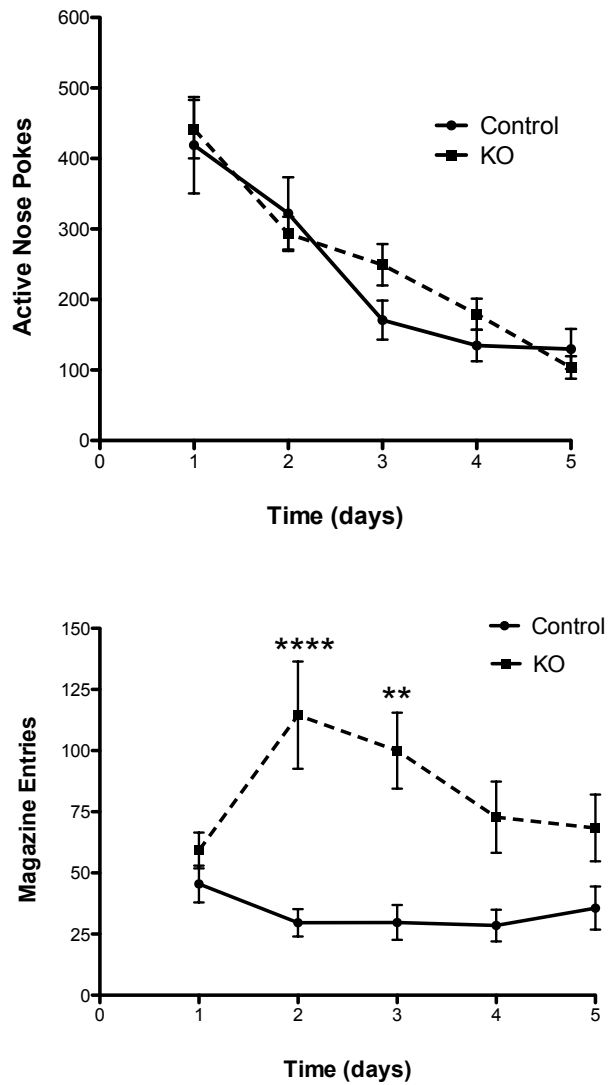 600
500
400
300
200
100
0
Active Nose Pokes
Control
KO
0 1 2 3 4 5
Time (days)
150
125
100
75
50
25
0
Magazine Entries
Control
KO
****
**
0 1 2 3 4 5
Time (days)